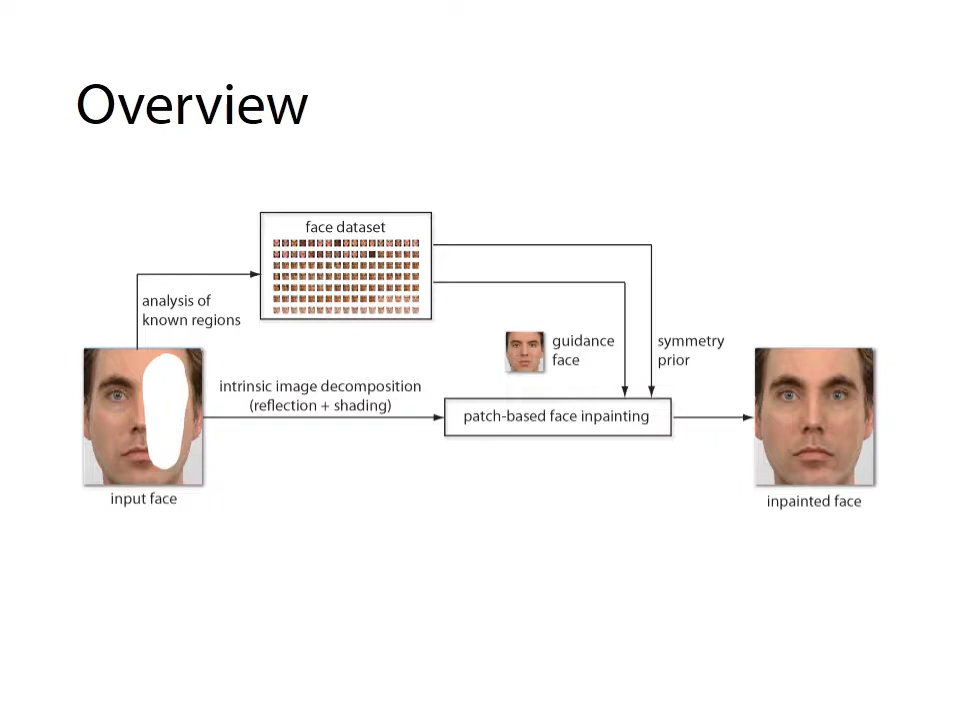 Overview
face dataset
analysis of
known regions
guidance
face
symmetry
prior
intrinsic image decomposition
(reflection + shading)
patch-based face inpainting
input face
inpainted face